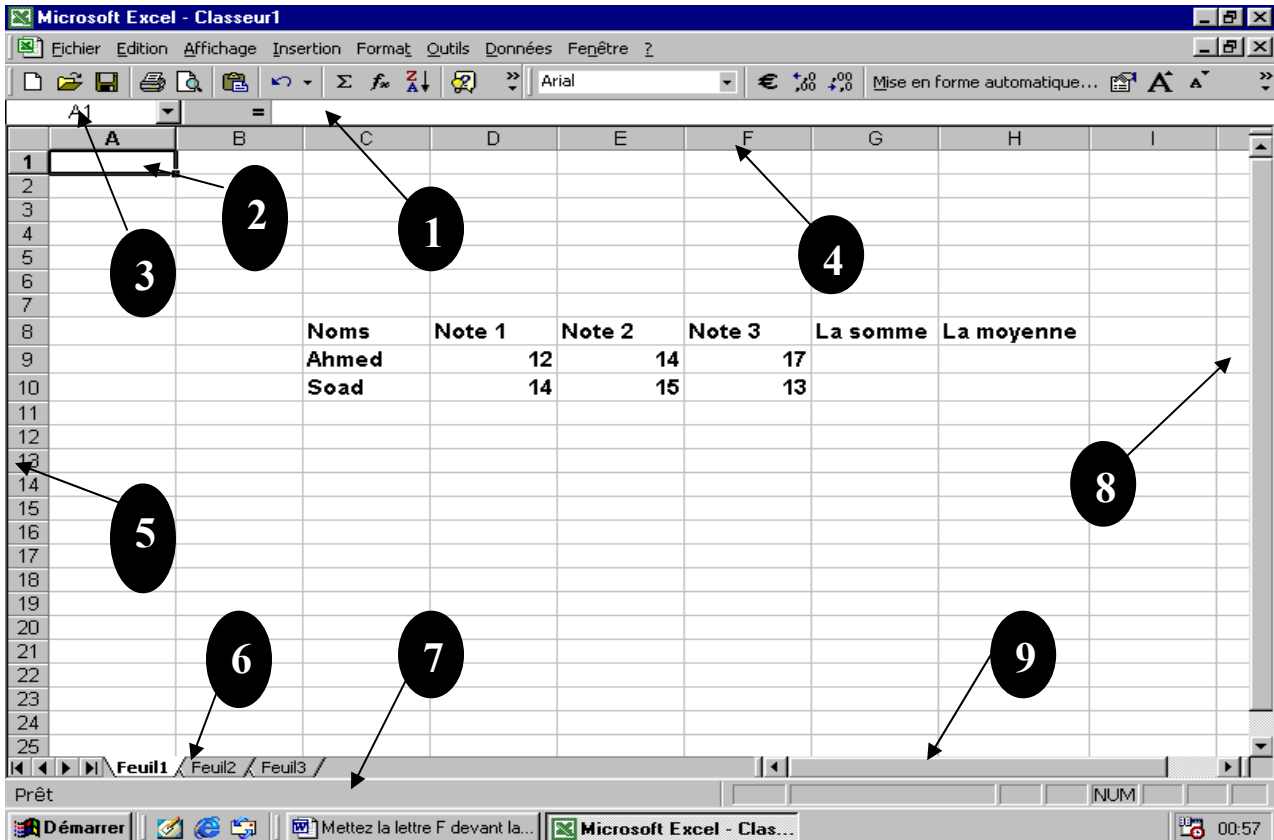 Microsoft Excel - Classeur1
Fichier Edition Affichage Insertion Format Outils Données Fenêtre ?
Arial € Mise en forme automatique...
A1 =
A B C D E F G H I
1
2
3
4
5
6
7
8 Noms Note 1 Note 2 Note 3 La somme La moyenne
9 Ahmed 12 14 17
10 Soad 14 15 13
11
12
13
14
15
16
17
18
19
20
21
22
23
24
25
1
2
3
4
5
6
7
8
9
Feuil1 Feuil2 Feuil3
Prêt NUM
Démarrer Mettez la lettre F devant la... Microsoft Excel - Clas... 00:57